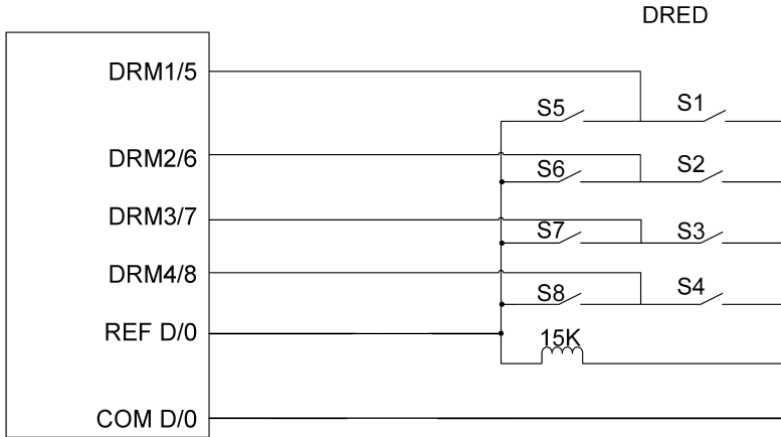 DRED
DRM1/5
S5
S1
DRM2/6
S6
S2
DRM3/7
S7
S3
DRM4/8
S8
S4
REF D/0
15K
COM D/0